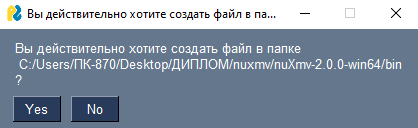 Вы действительно хотите создать файл в па...
Вы действительно хотите создать файл в папке
C:/Users/ПК-870/Desktop/ДИПЛОМ/nuxmv/nuXmv-2.0.0-win64/bin
?
Yes No